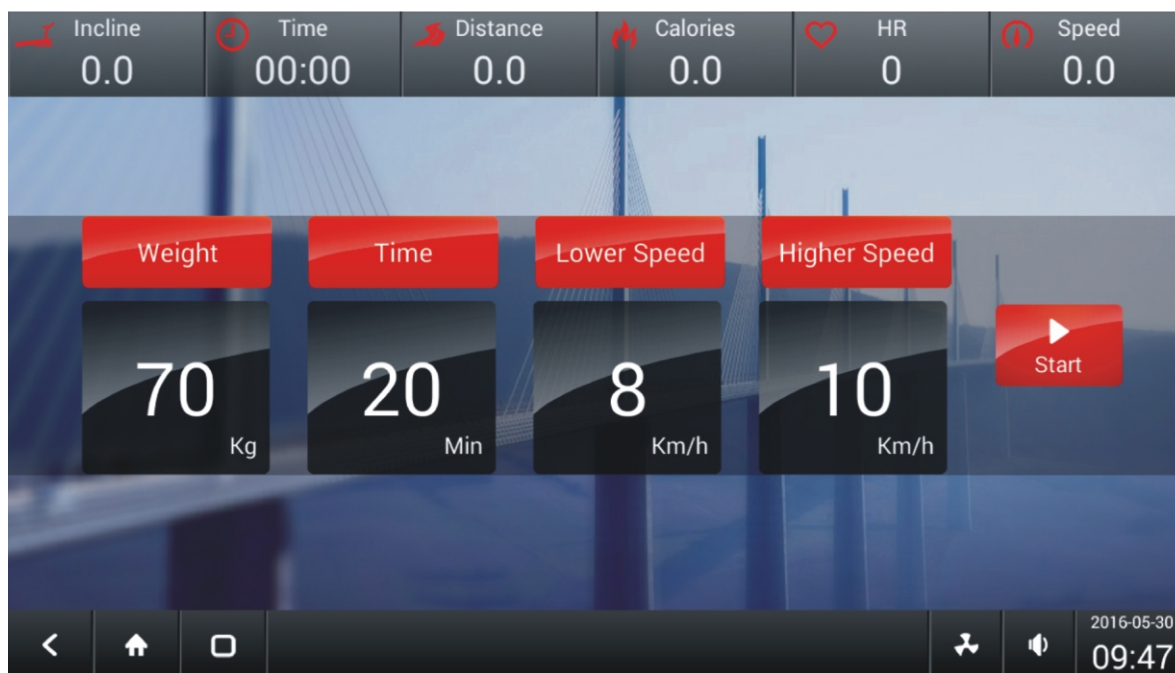 Incline Time Distance Calories HR Speed
0.0 00:00 0.0 0.0 0 0.0
Weight Time Lower Speed Higher Speed
70 20 8 10
Kg Min Km/h Km/h
Start
2016-05-30
09:47